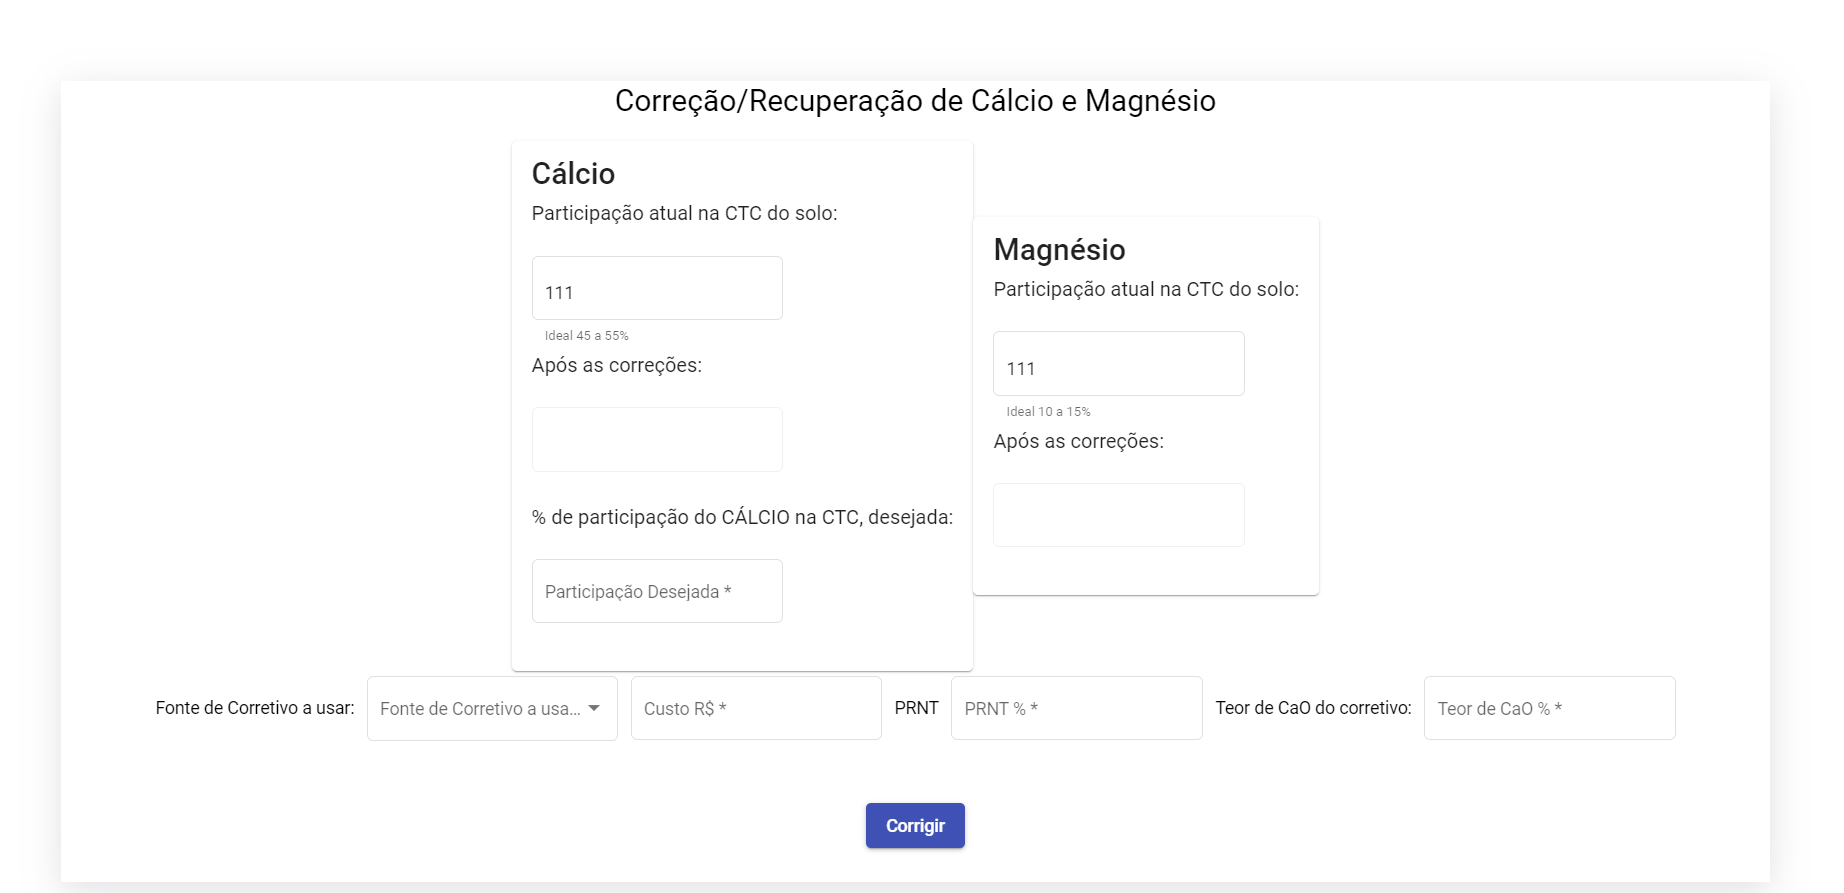 Correção/Recuperação de Cálcio e Magnésio
Cálcio
Participação atual na CTC do solo:
111
Ideal 45 a 55%
Após as correções:
% de participação do CÁLCIO na CTC, desejada:
Participação Desejada *
Magnésio
Participação atual na CTC do solo:
111
Ideal 10 a 15%
Após as correções:
Fonte de Corretivo a usar: Fonte de Corretivo a usa... Custo R$ * PRNT PRNT % * Teor de CaO do corretivo: Teor de CaO % *
Corrigir